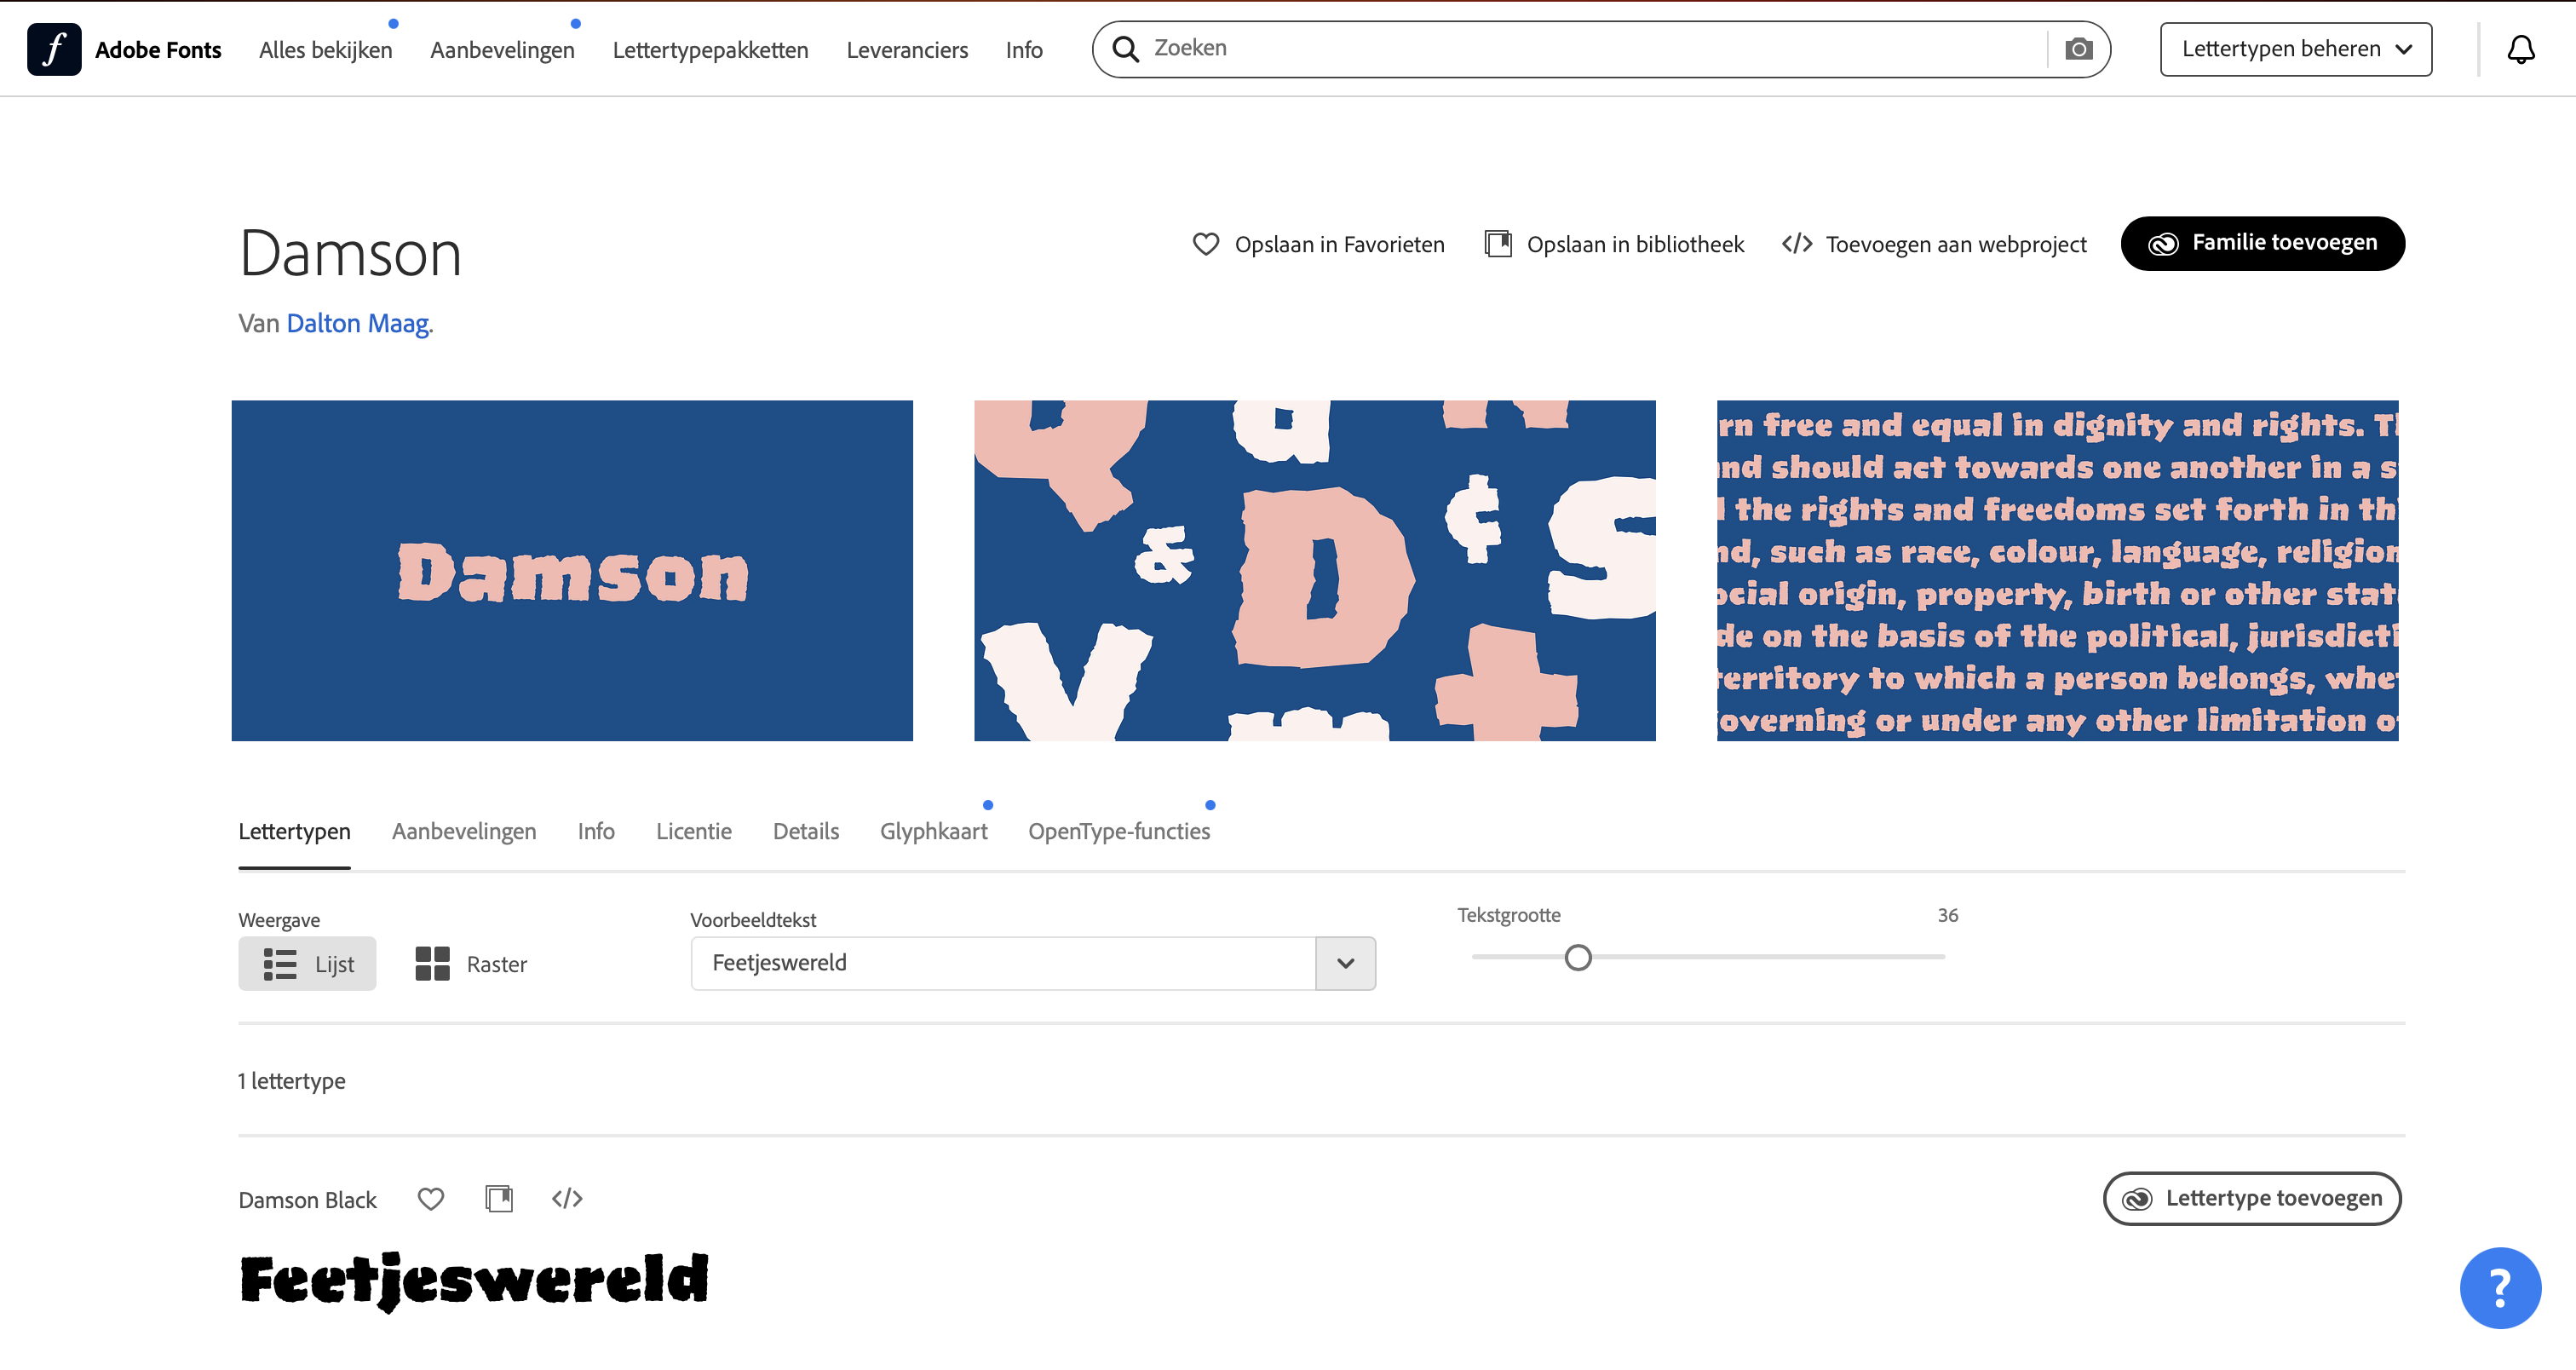 Adobe Fonts
Alles bekijken
Aanbevelingen
Lettertypepakketten
Leveranciers
Info
Zoeken
Lettertypen beheren
Damson
Opslaan in Favorieten
Opslaan in bibliotheek
Toevoegen aan webproject
Familie toevoegen
Van Dalton Maag.
Damson
Q a
& D ¢ S
V m +
rn free and equal in dignity and rights.
nd should act towards one another in a s
the rights and freedoms set forth in thi
nd, such as race, colour, language, religion
ocial origin, property, birth or other stat
de on the basis of the political, jurisdicti
territory to which a person belongs, whet
overning or under any other limitation o
Lettertypen
Aanbevelingen
Info
Licentie
Details
Glyphkaart
OpenType-functies
Weergave
Lijst
Raster
Voorbeeldtekst
Feetjeswereld
Tekstgrootte
36
1 lettertype
Damson Black
Lettertype toevoegen
Feetjeswereld
?